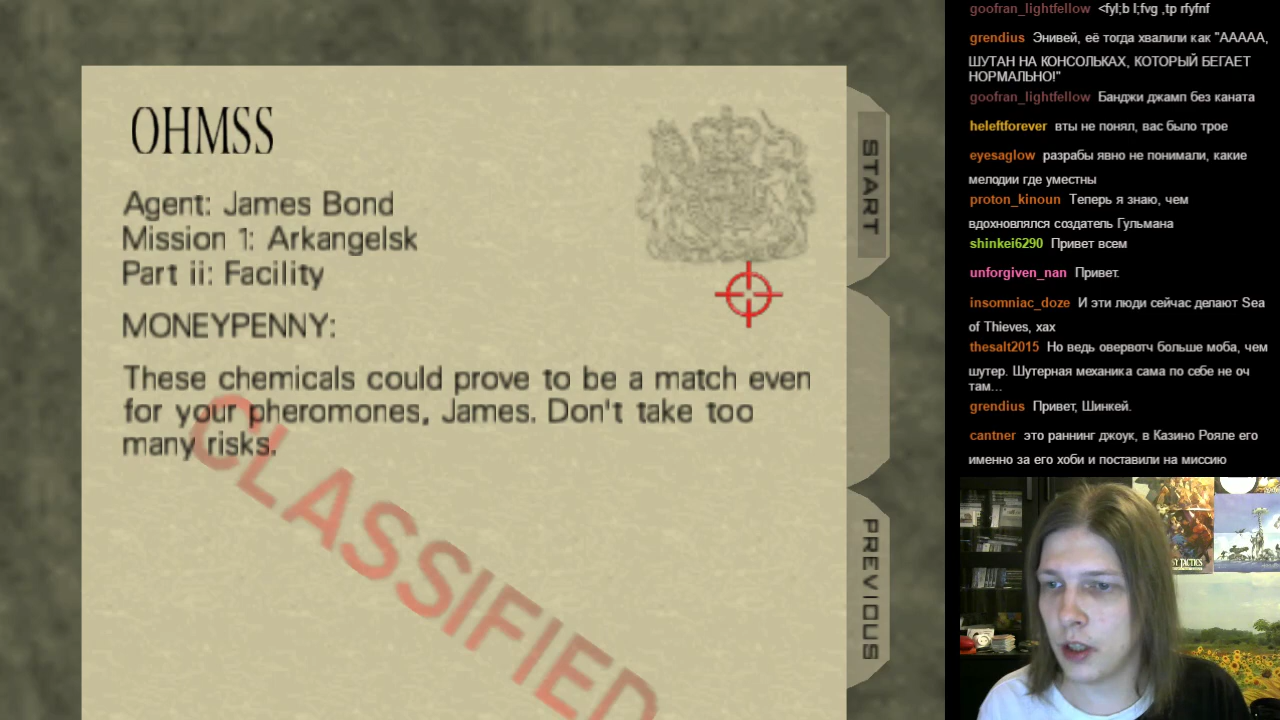 OHMSS
Agent: James Bond
Mission 1: Arkangelsk
Part ii: Facility
MONEYPENNY:
These chemicals could prove to be a match even
for your pheromones, James. Don't take too
many risks.
CLASSIFIED
START
PREVIOUS
goofran_lightfellow <fyl;b l;fvg ,tp rfyfnf
grendius Энивей, её тогда хвалили как "ААААА,
ШУТАН НА КОНСОЛЬКАХ, КОТОРЫЙ БЕГАЕТ
НОРМАЛЬНО!"
goofran_lightfellow Банджи джамп без каната
heleftforever вты не понял, вас было трое
eyesaglow разрабы явно не понимали, какие
мелодии где уместны
proton_kinoun Теперь я знаю, чем
вдохновлялся создатель Гульмана
shinkei6290 Привет всем
unforgiven_nan Привет.
insomniac_doze И эти люди сейчас делают Sea
of Thieves, хах
thesalt2015 Но ведь овервотч больше моба, чем
шутер. Шутерная механика сама по себе не оч
там...
grendius Привет, Шинкей.
cantner это раннинг джоук, в Казино Рояле его
именно за его хоби и поставили на миссию